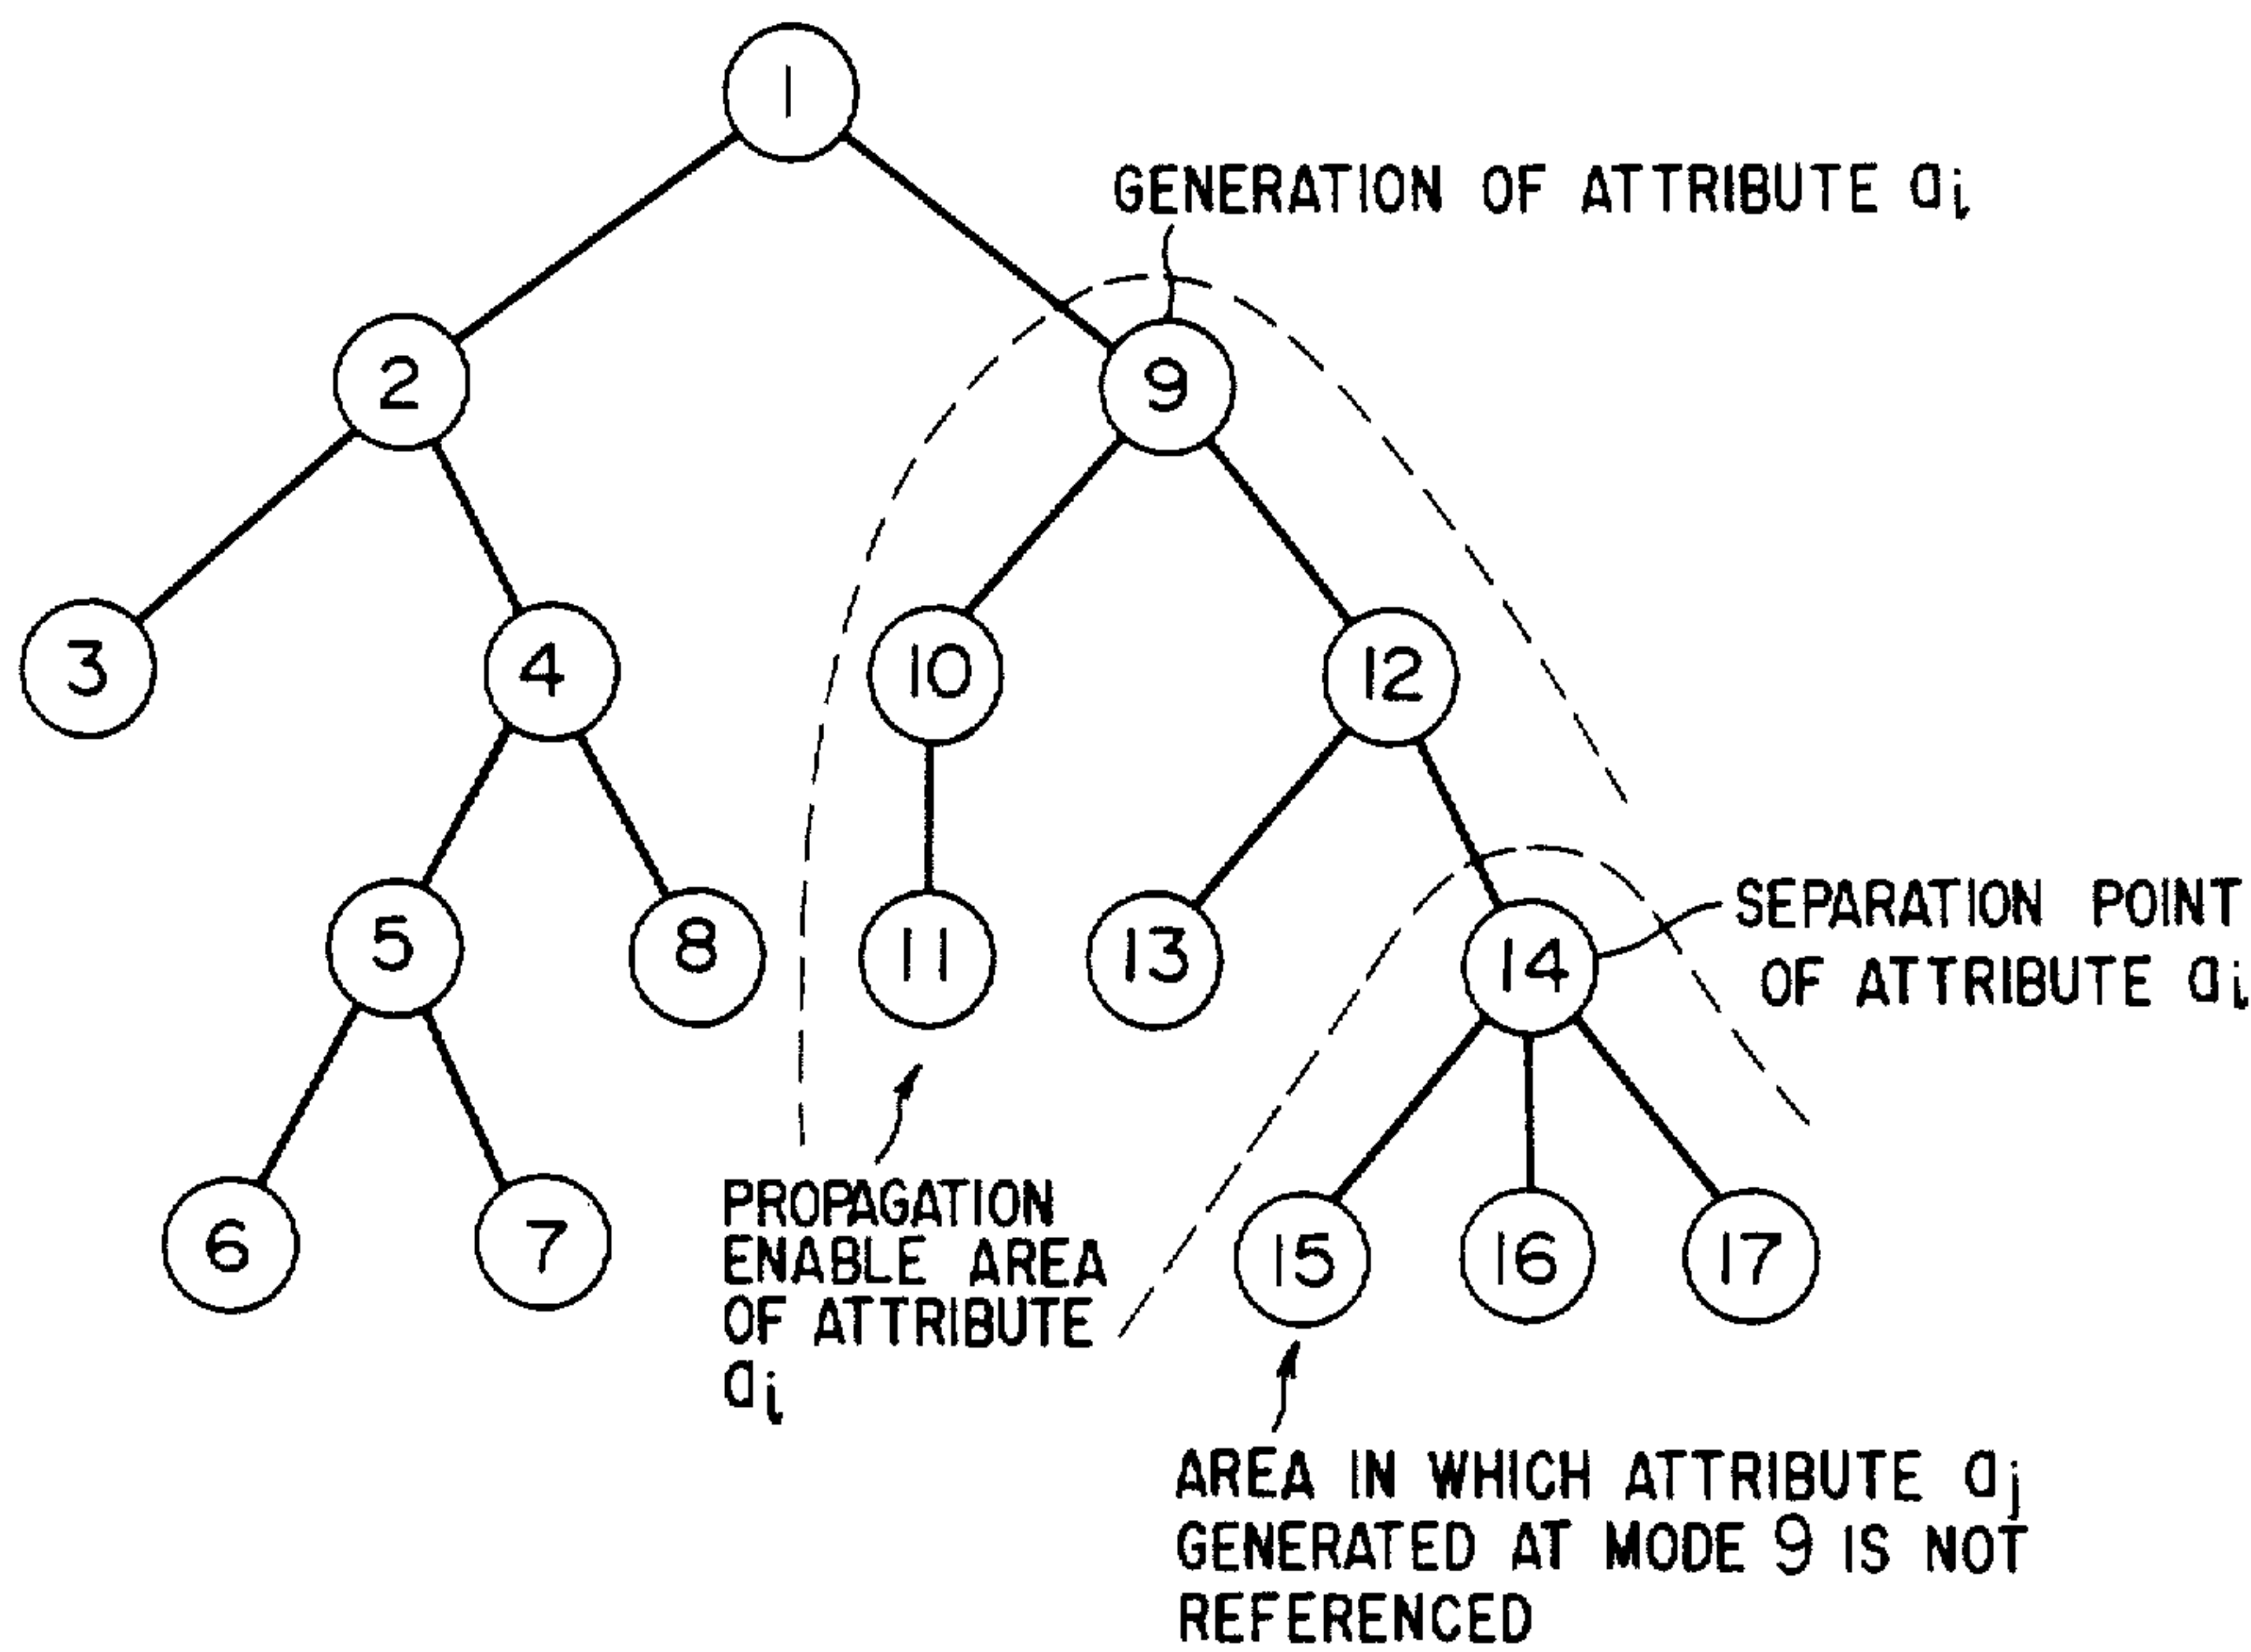 1
GENERATION OF ATTRIBUTE ai
2
9
3
4
10
12
5
8
11
13
14
SEPARATION POINT
OF ATTRIBUTE ai
6
7
PROPAGATION
ENABLE AREA
OF ATTRIBUTE
ai
15
16
17
AREA IN WHICH ATTRIBUTE aj
GENERATED AT MODE 9 IS NOT
REFERENCED